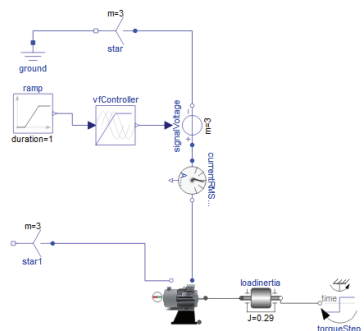 m=3
star
ground
ramp
vfController
duration=1
signalVoltage
m=3
currentRMS...
A
m=3
star1
loadinertia
J=0.29
time
torqueStep